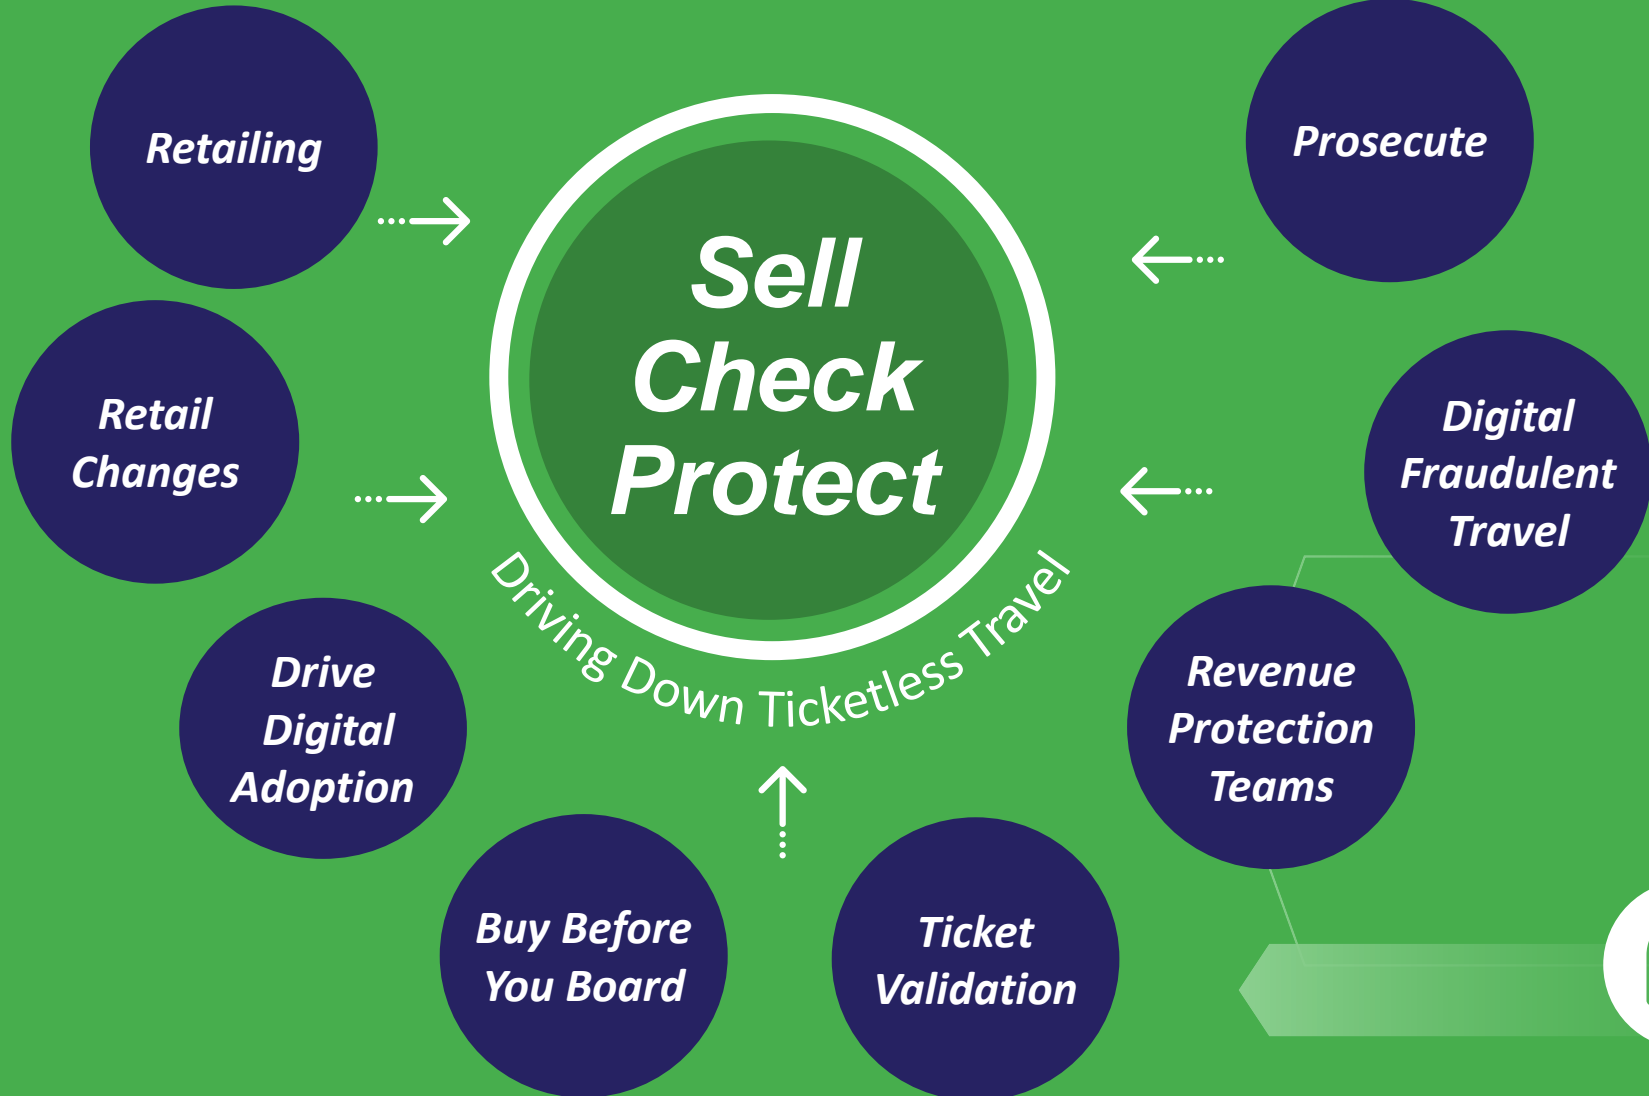 Retailing
Prosecute
Sell
Check
Protect
Retail
Changes
Digital
Fraudulent
Travel
Driving Down Ticketless Travel
Drive
Digital
Adoption
Revenue
Protection
Teams
Buy Before
You Board
Ticket
Validation